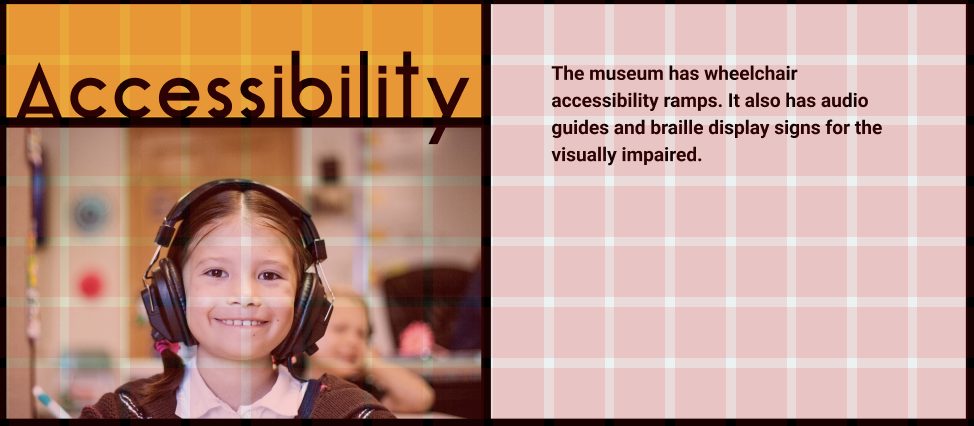 Accessibility
The museum has wheelchair
accessibility ramps. It also has audio
guides and braille display signs for the
visually impaired.